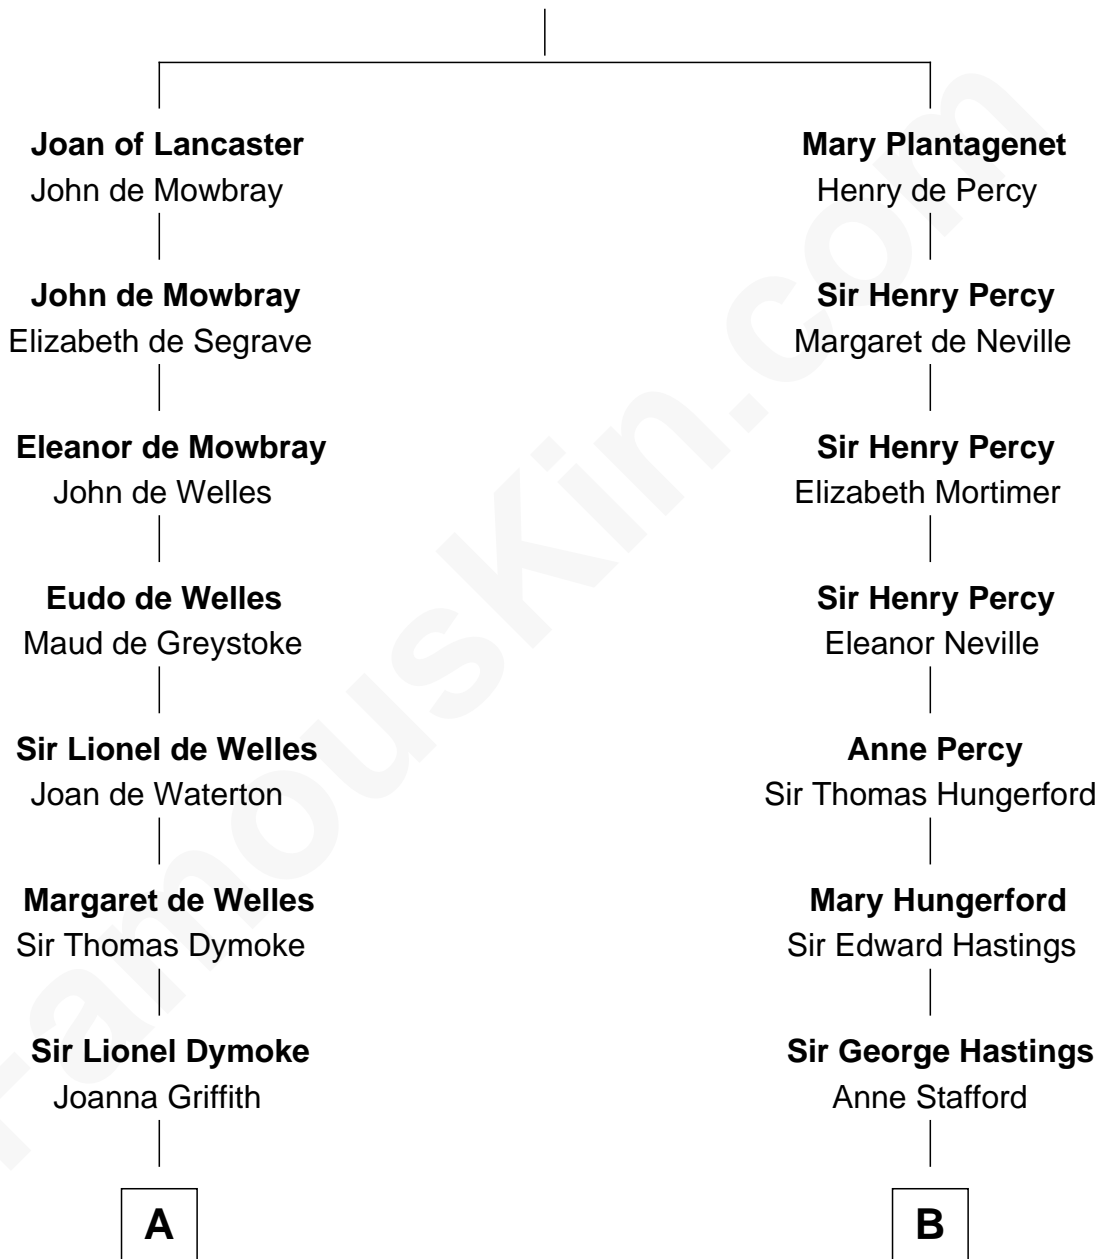 Joan of Lancaster
John de Mowbray
John de Mowbray
Elizabeth de Segrave
Eleanor de Mowbray
John de Welles
Eudo de Welles
Maud de Greystoke
Sir Lionel de Welles
Joan de Waterton
Margaret de Welles
Sir Thomas Dymoke
Sir Lionel Dymoke
Joanna Griffith
A
Mary Plantagenet
Henry de Percy
Sir Henry Percy
Margaret de Neville
Sir Henry Percy
Elizabeth Mortimer
Sir Henry Percy
Eleanor Neville
Anne Percy
Sir Thomas Hungerford
Mary Hungerford
Sir Edward Hastings
Sir George Hastings
Anne Stafford
B
FamousKin.com